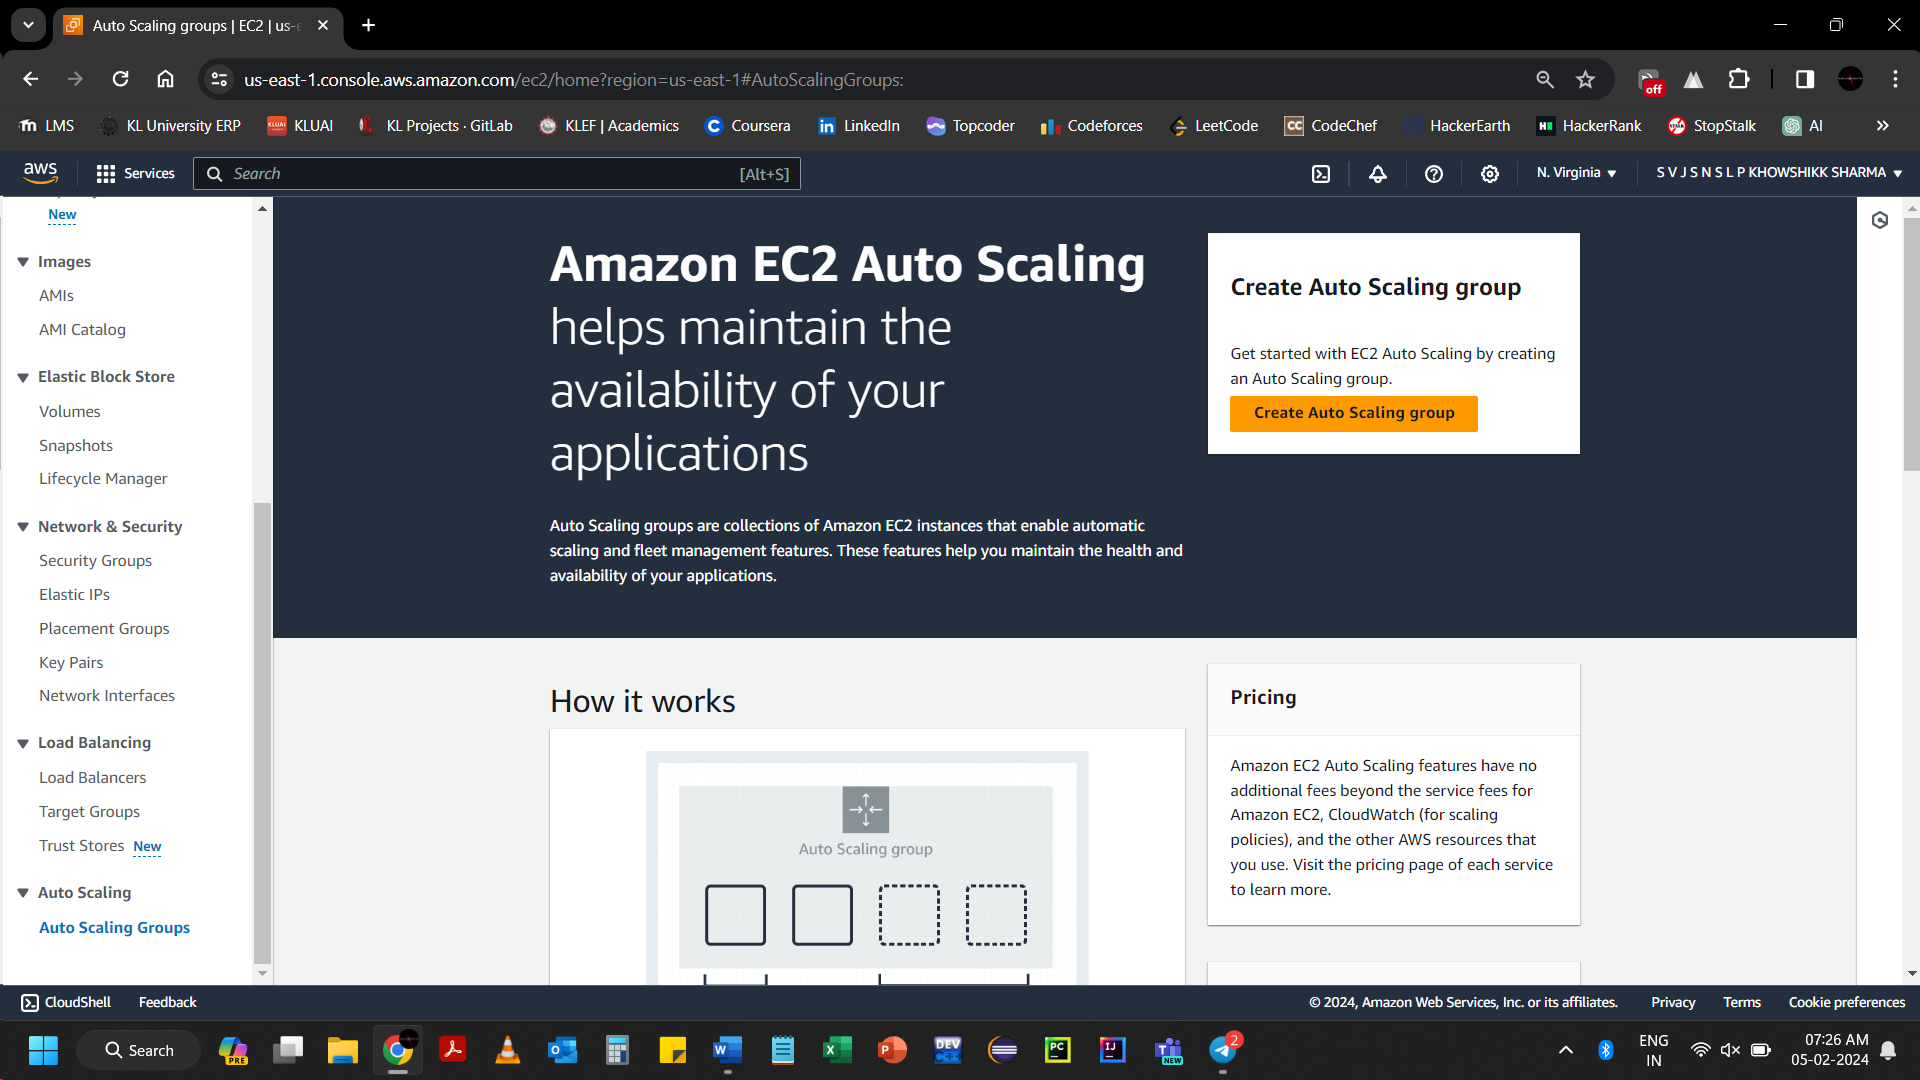 Auto Scaling groups | EC2 | us-e
us-east-1.console.aws.amazon.com/ec2/home?region=us-east-1#AutoScalingGroups:
off
LMS
KL University ERP
KLUAI
KLUAI
KL Projects · GitLab
KLEF | Academics
Coursera
LinkedIn
Topcoder
Codeforces
LeetCode
CC CodeChef
HackerEarth
HackerRank
StopStalk
AI
aws
Services
Search
[Alt+S]
N. Virginia
S V J S N S L P KHOWSHIKK SHARMA
New
Images
AMIs
AMI Catalog
Elastic Block Store
Volumes
Snapshots
Lifecycle Manager
Network & Security
Security Groups
Elastic IPs
Placement Groups
Key Pairs
Network Interfaces
Load Balancing
Load Balancers
Target Groups
Trust Stores New
Auto Scaling
Auto Scaling Groups
Amazon EC2 Auto Scaling
helps maintain the
availability of your
applications
Auto Scaling groups are collections of Amazon EC2 instances that enable automatic
scaling and fleet management features. These features help you maintain the health and
availability of your applications.
Create Auto Scaling group
Get started with EC2 Auto Scaling by creating
an Auto Scaling group.
Create Auto Scaling group
How it works
Auto Scaling group
Pricing
Amazon EC2 Auto Scaling features have no
additional fees beyond the service fees for
Amazon EC2, CloudWatch (for scaling
policies), and the other AWS resources that
you use. Visit the pricing page of each service
to learn more.
CloudShell
Feedback
© 2024, Amazon Web Services, Inc. or its affiliates.
Privacy
Terms
Cookie preferences
Search
PRE
DEV
C++
PC
IJ
NEW
2
ENG
IN
07:26 AM
05-02-2024